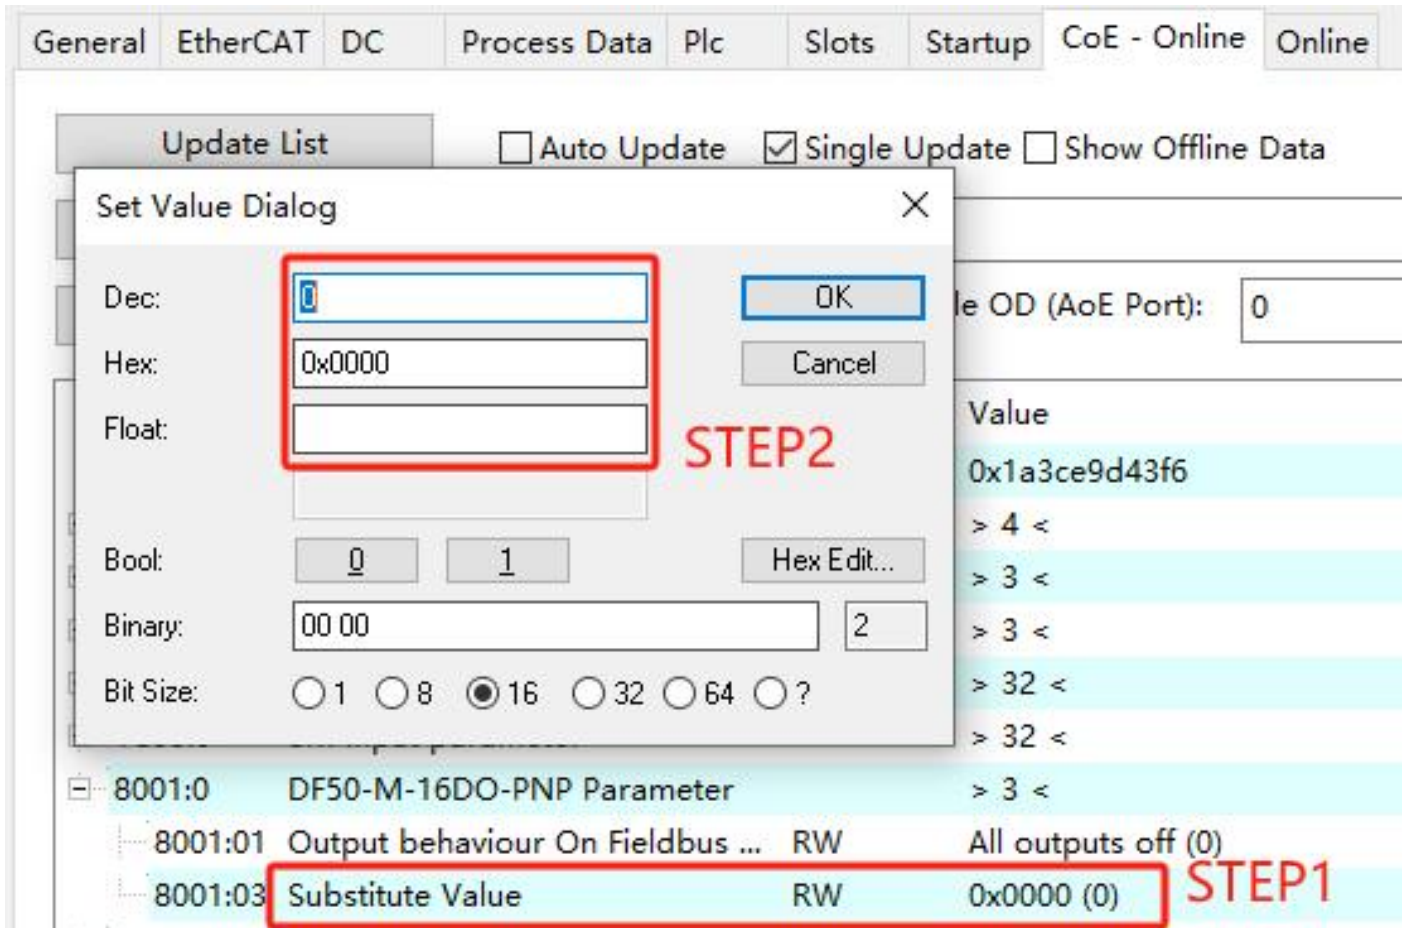 General EtherCAT DC Process Data Plc Slots Startup CoE - Online Online
Update List Auto Update Single Update Show Offline Data
Set Value Dialog
Dec: 0 OK
le OD (AoE Port): 0
Hex: 0x0000 Cancel
Float:
STEP2
Value
0x1a3ce9d43f6
> 4 <
Bool: 0 1 Hex Edit...
> 3 <
Binary: 00 00 2
> 3 <
Bit Size: 1 8 16 32 64 ?
> 32 <
> 32 <
8001:0 DF50-M-16DO-PNP Parameter > 3 <
8001:01 Output behaviour On Fieldbus ... RW All outputs off (0)
8001:03 Substitute Value RW 0x0000 (0)
STEP1